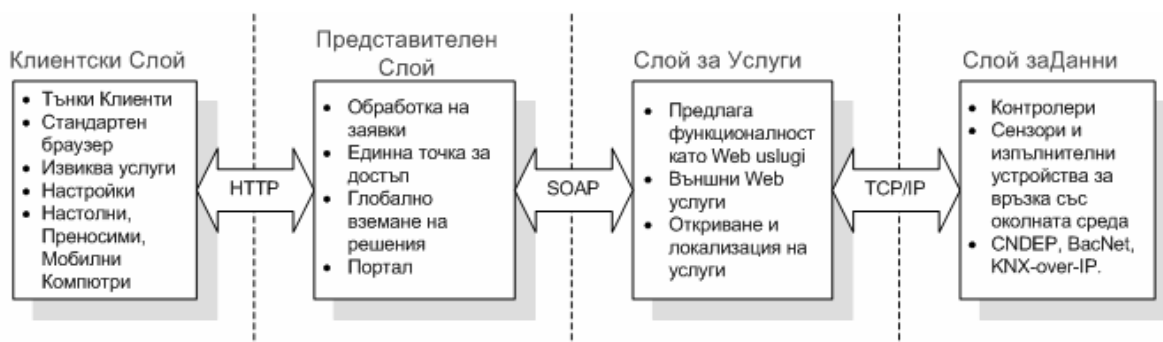 Клиентски Слой
• Тънки Клиенти
• Стандартен
браузер
• Извиква услуги
• Настройки
• Настолни,
Преносими,
Мобилни
Компютри
HTTP
Представителен
Слой
• Обработка на
заявки
• Единна точка за
достъп
• Глобално
вземане на
решения
• Портал
SOAP
Слой за Услуги
• Предлага
функционалност
като Web uslugi
• Външни Web
услуги
• Откриване и
локализация на
услуги
TCP/IP
Слой заДанни
• Контролери
• Сензори и
изпълнителни
устройства за
връзка със
околната среда
• CNDEP, BacNet,
KNX-over-IP.